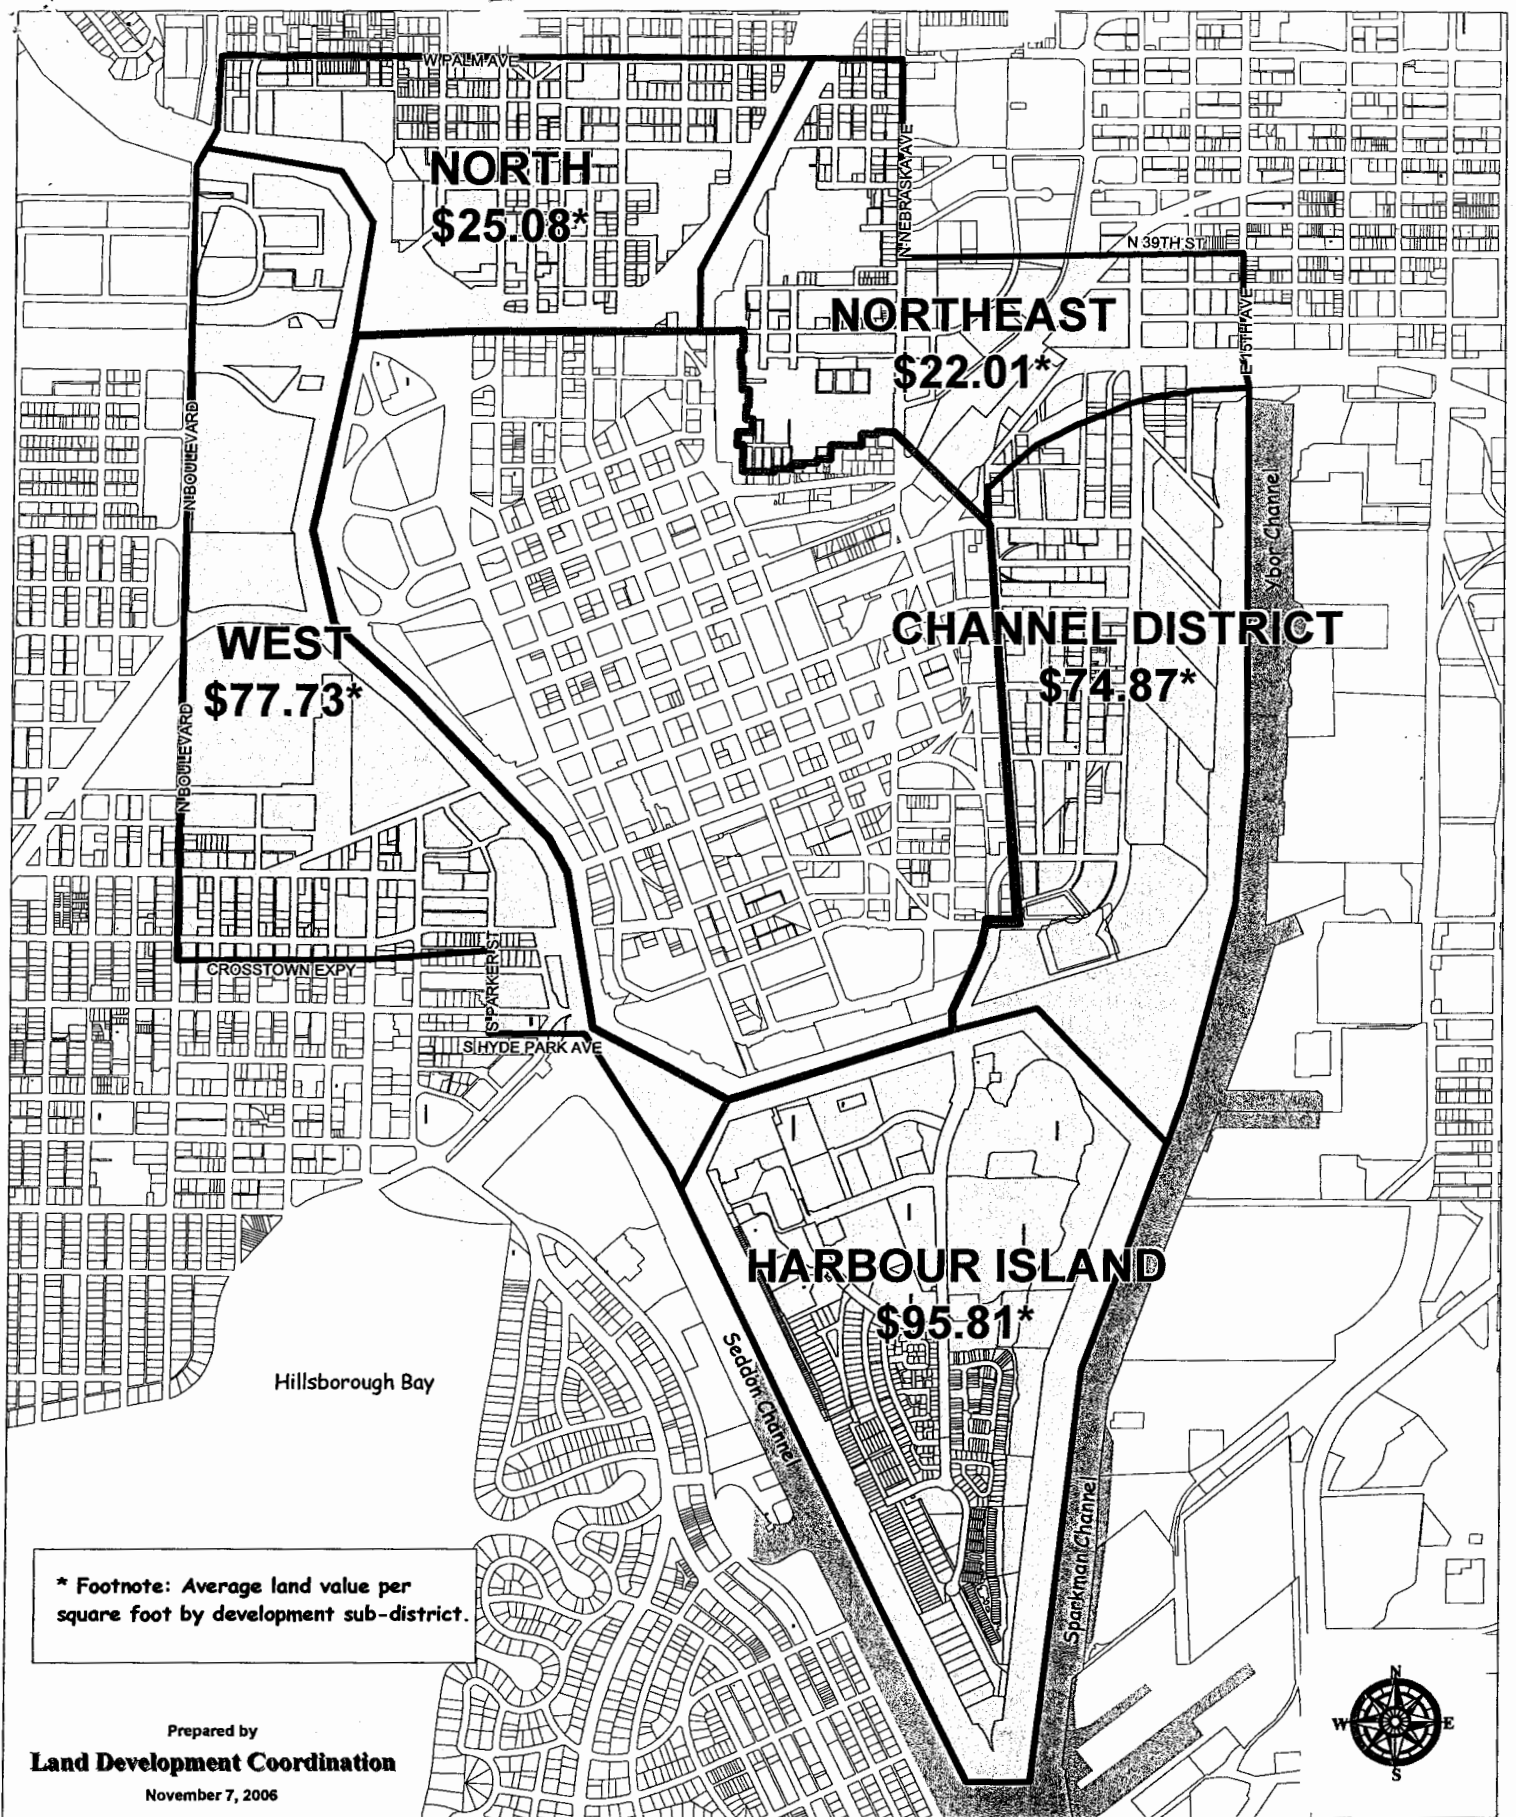 W PALM AVE
N NEBRASKA AVE
NORTH
$25.08*
N 39TH ST
NORTHEAST
$22.01*
E 15TH AVE
N BOULEVARD
Ybor Channel
CHANNEL DISTRICT
$74.87*
WEST
$77.73*
N BOULEVARD
S PARKER ST
CROSSTOWN EXPY
S HYDE PARK AVE
HARBOUR ISLAND
$95.81*
Seddon Channel
Hillsborough Bay
Sparkman Channel
* Footnote: Average land value per
square foot by development sub-district.
Prepared by
Land Development Coordination
November 7, 2006
N
W
E
S